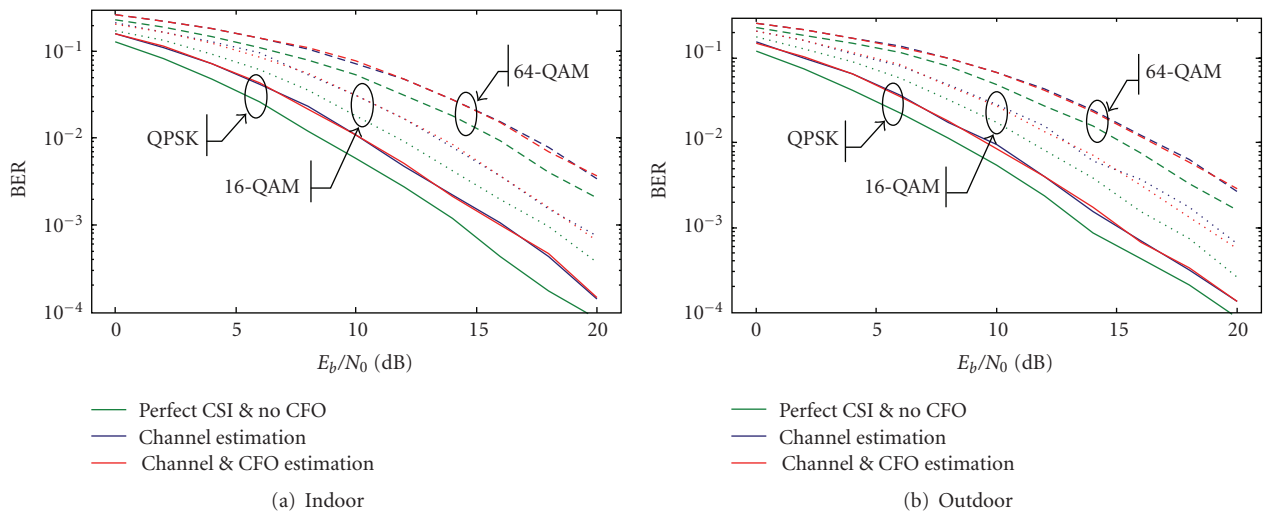 BER
10⁻¹
10⁻²
10⁻³
10⁻⁴
64-QAM
QPSK
16-QAM
0 5 10 15 20
E_b/N_0 (dB)
Perfect CSI & no CFO
Channel estimation
Channel & CFO estimation
(a) Indoor
BER
10⁻¹
10⁻²
10⁻³
10⁻⁴
64-QAM
QPSK
16-QAM
0 5 10 15 20
E_b/N_0 (dB)
Perfect CSI & no CFO
Channel estimation
Channel & CFO estimation
(b) Outdoor